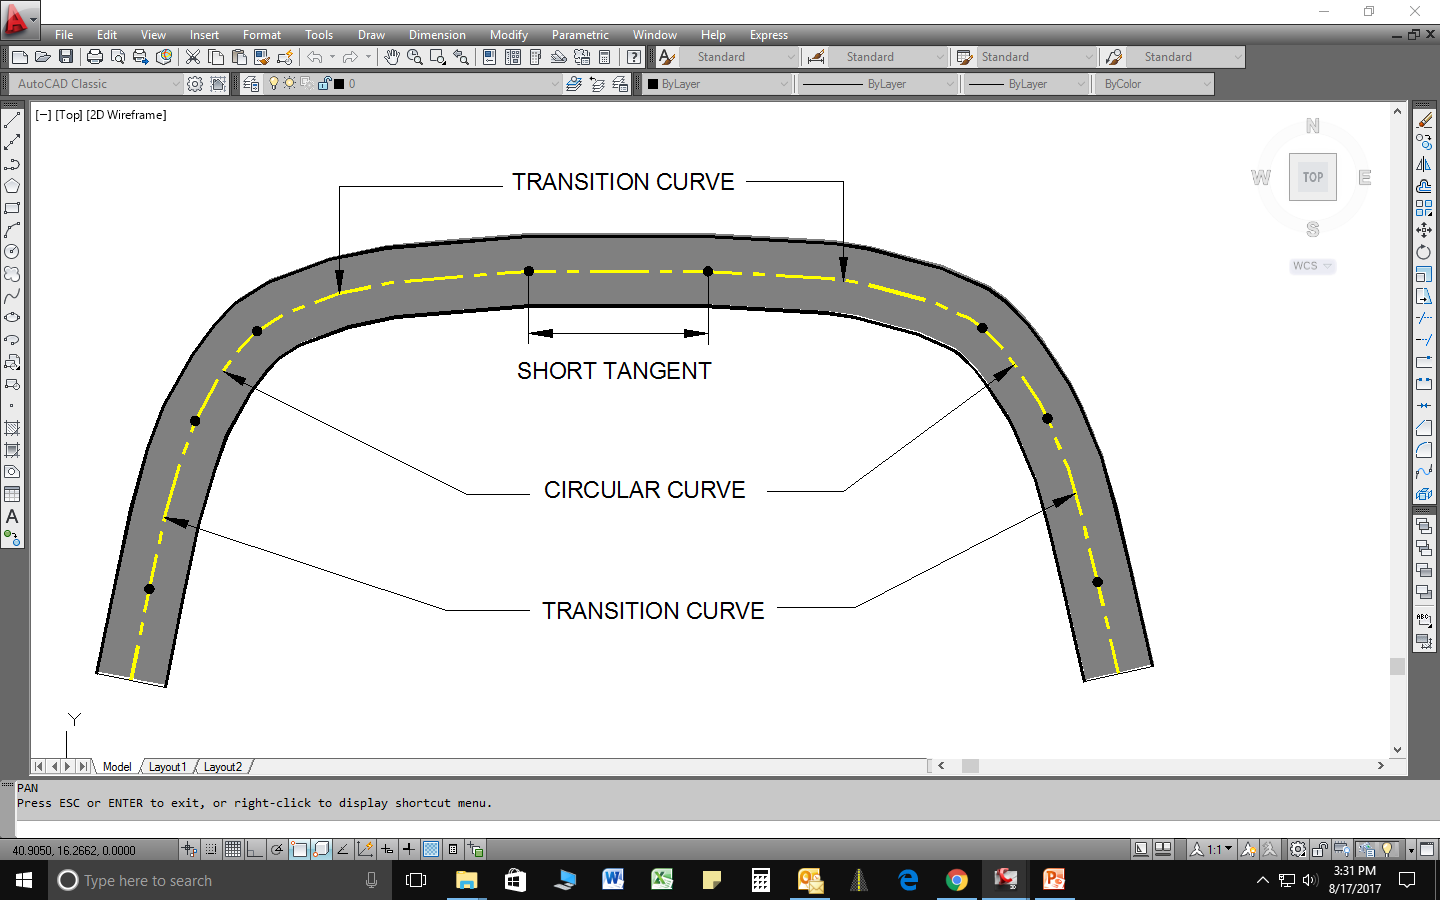 File Edit View Insert Format Tools Draw Dimension Modify Parametric Window Help Express
Standard Standard Standard Standard
AutoCAD Classic 0 ByLayer ByLayer ByLayer ByColor
[−] [Top] [2D Wireframe]
N
W TOP E
S
WCS
TRANSITION CURVE
SHORT TANGENT
CIRCULAR CURVE
TRANSITION CURVE
A
ABC
Y
Model Layout1 Layout2
PAN
Press ESC or ENTER to exit, or right-click to display shortcut menu.
40.9050, 16.2662, 0.0000 1:1
Type here to search
3:31 PM
8/17/2017